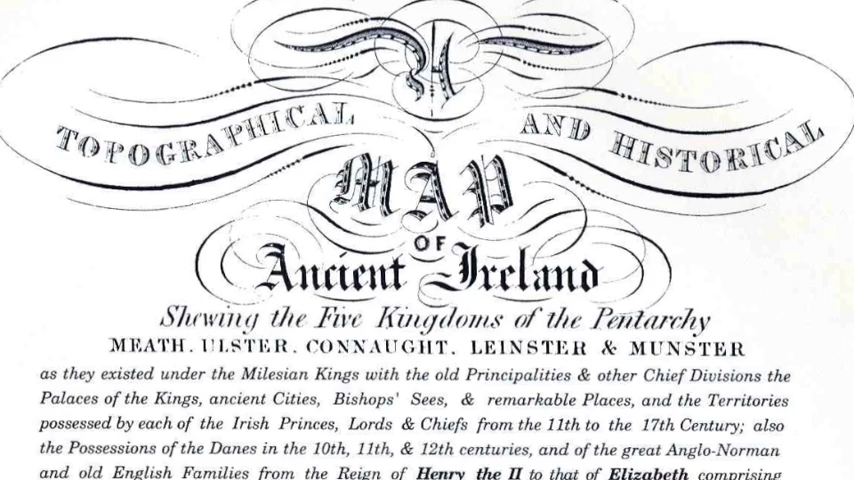 A
TOPOGRAPHICAL AND HISTORICAL
MAP
OF
Ancient Ireland
Shewing the Five Kingdoms of the Pentarchy
MEATH. ULSTER. CONNAUGHT. LEINSTER & MUNSTER
as they existed under the Milesian Kings with the old Principalities & other Chief Divisions the
Palaces of the Kings, ancient Cities, Bishops' Sees, & remarkable Places, and the Territories
possessed by each of the Irish Princes, Lords & Chiefs from the 11th to the 17th Century; also
the Possessions of the Danes in the 10th, 11th, & 12th centuries, and of the great Anglo-Norman
and old English Families from the Reign of Henry the II to that of Elizabeth comprising